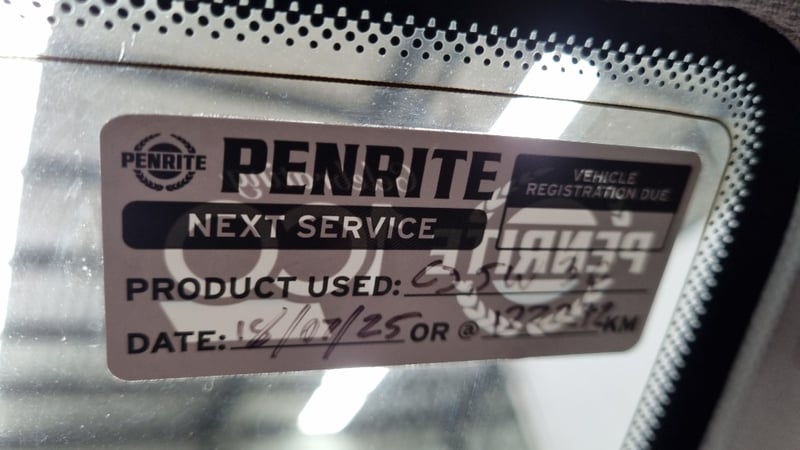 PENRITE
PENRITE
VEHICLE
REGISTRATION DUE
NEXT SERVICE
PRODUCT USED:
DATE: 18/07/25 OR @ KM